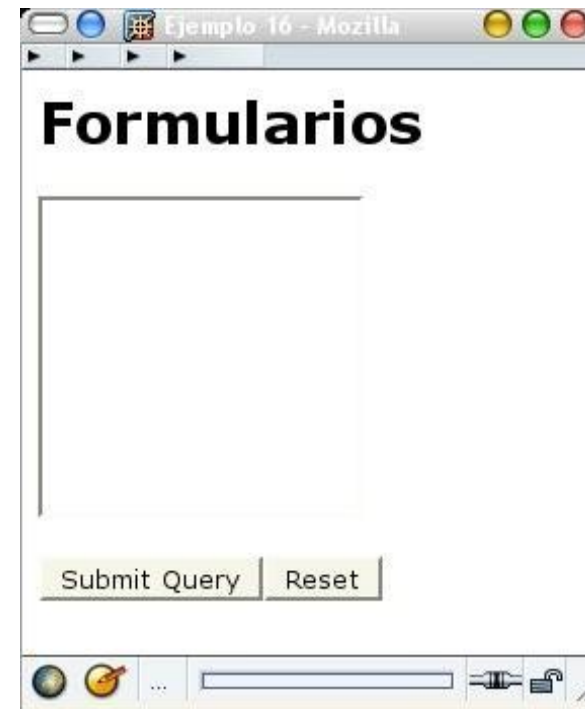 Ejemplo 16 - Mozilla
Formularios
Submit Query Reset
...